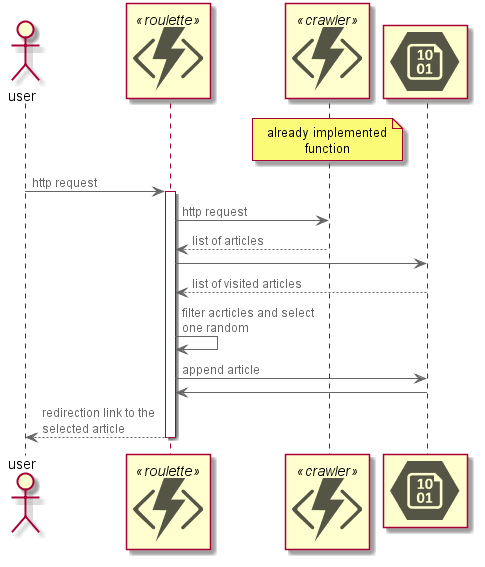 «roulette»
«crawler»
10
01
user
already implemented
function
http request
http request
list of articles
list of visited articles
filter acrticles and select
one random
append article
redirection link to the
selected article
user
«roulette»
«crawler»
10
01